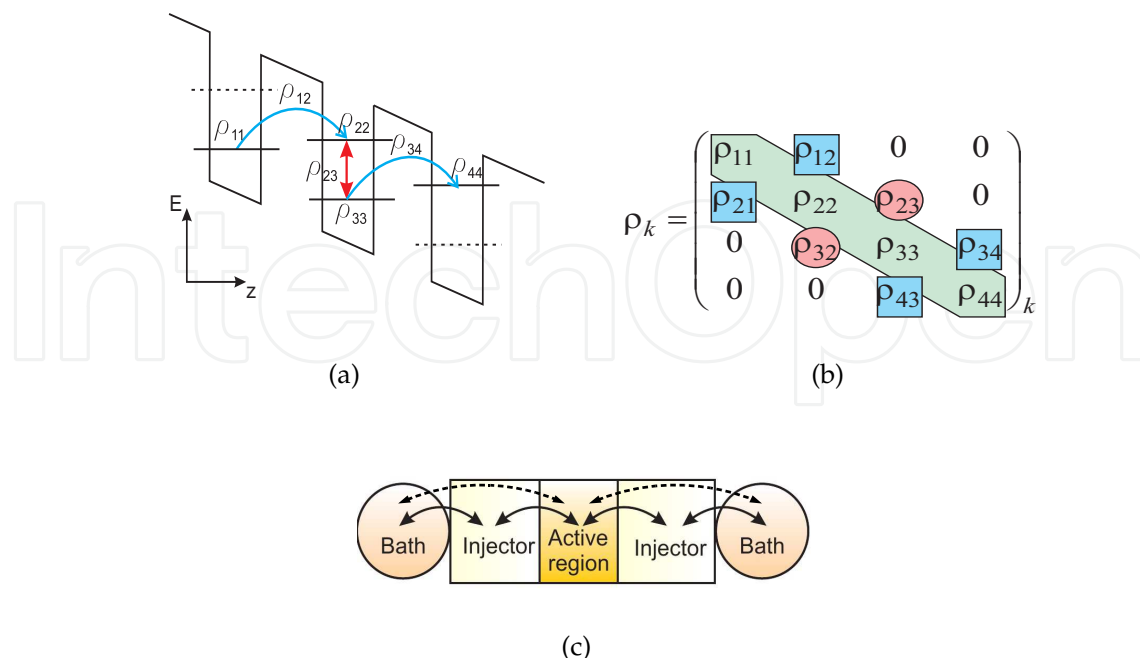 ρ₁₂
ρ₁₁
ρ₂₂
ρ₃₄
ρ₂₃
ρ₄₄
ρ₃₃
E
z
(a)
ρₖ = ( ρ₁₁ ρ₁₂ 0 0
ρ₂₁ ρ₂₂ ρ₂₃ 0
0 ρ₃₂ ρ₃₃ ρ₃₄
0 0 ρ₄₃ ρ₄₄ )ₖ
(b)
IntechOpen
Bath Injector Active region Injector Bath
(c)